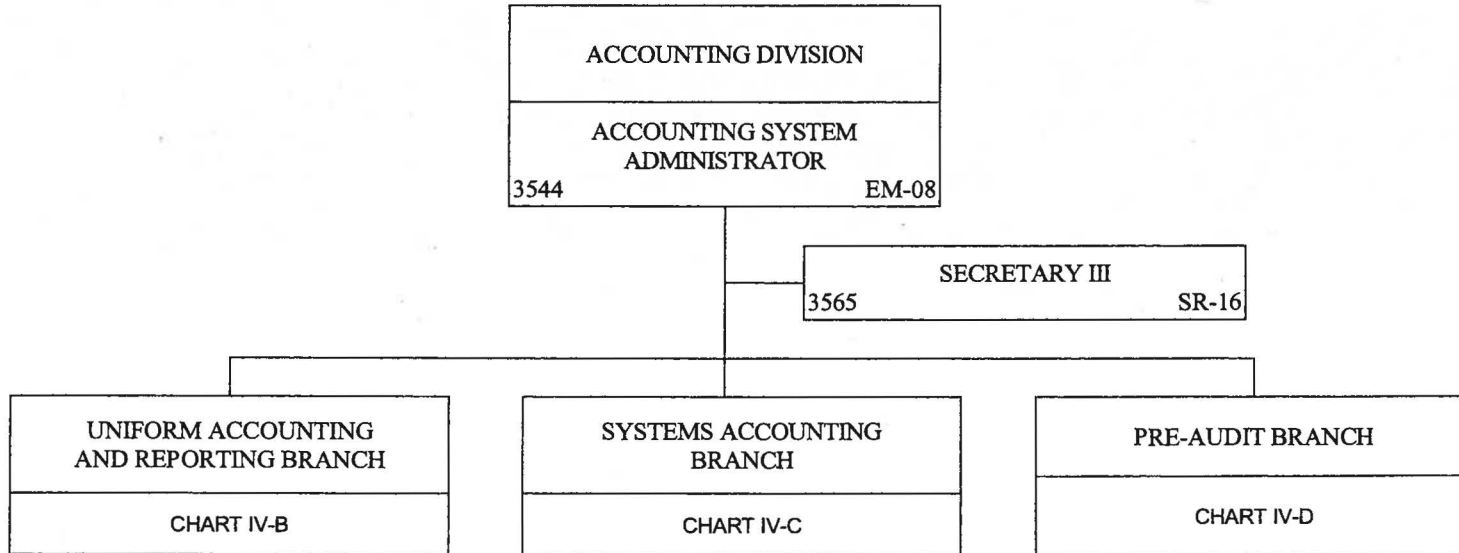 ACCOUNTING DIVISION
ACCOUNTING SYSTEM
ADMINISTRATOR
3544 EM-08
SECRETARY III
3565 SR-16
UNIFORM ACCOUNTING
AND REPORTING BRANCH
CHART IV-B
SYSTEMS ACCOUNTING
BRANCH
CHART IV-C
PRE-AUDIT BRANCH
CHART IV-D